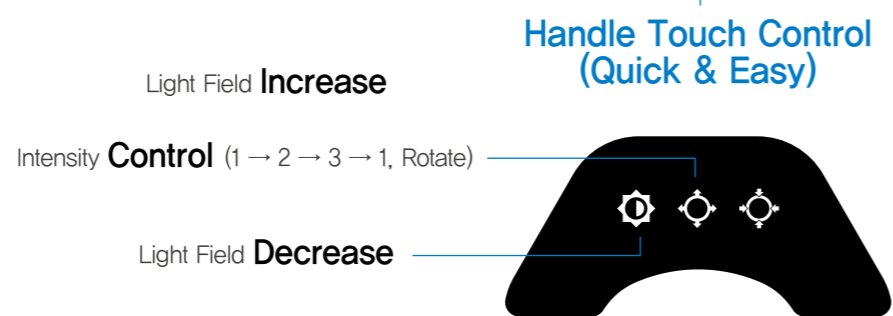 Handle Touch Control
(Quick & Easy)
Light Field Increase
Intensity Control (1 → 2 → 3 → 1, Rotate)
Light Field Decrease